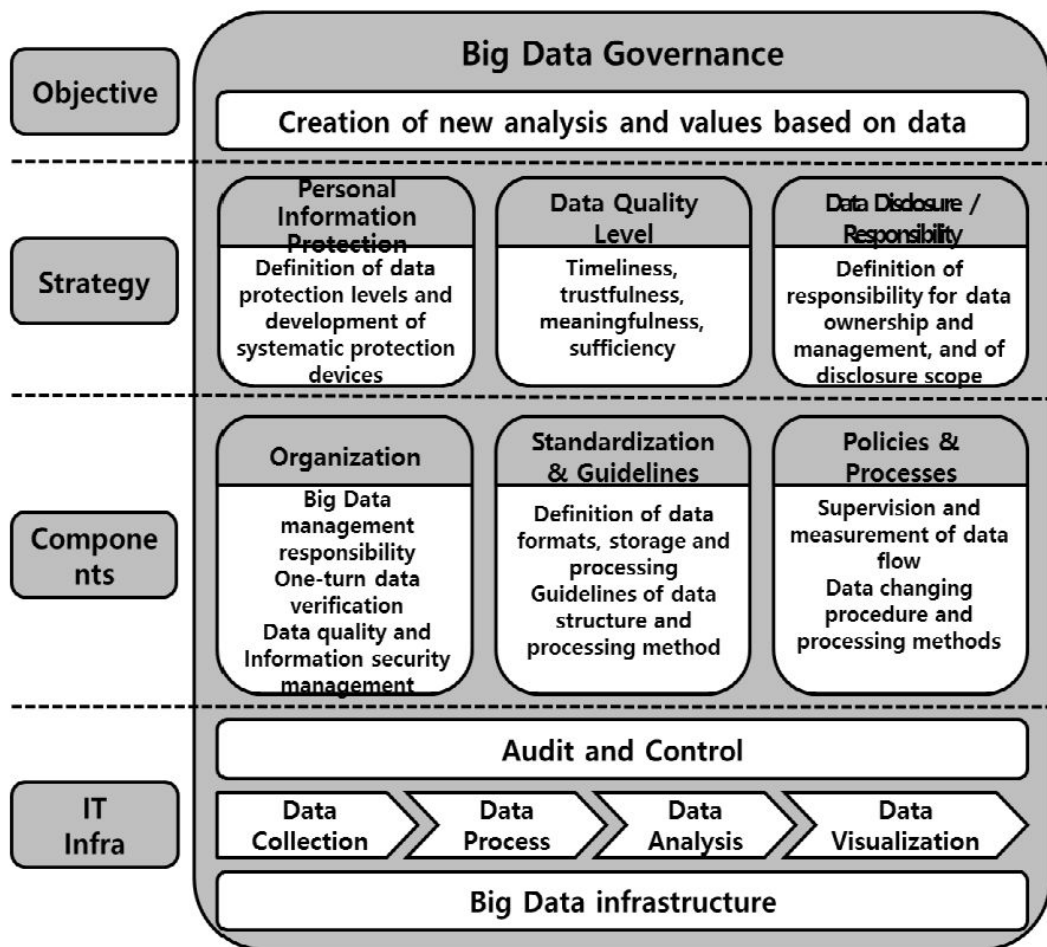 Big Data Governance
Objective
Creation of new analysis and values based on data
Strategy
Personal
Information
Protection
Definition of data
protection levels and
development of
systematic protection
devices
Data Quality
Level
Timeliness,
trustfulness,
meaningfulness,
sufficiency
Data Disclosure /
Responsibility
Definition of
responsibility for data
ownership and
management, and of
disclosure scope
Compone
nts
Organization
Big Data
management
responsibility
One-turn data
verification
Data quality and
Information security
management
Standardization
& Guidelines
Definition of data
formats, storage and
processing
Guidelines of data
structure and
processing method
Policies &
Processes
Supervision and
measurement of data
flow
Data changing
procedure and
processing methods
IT
Infra
Audit and Control
Data
Collection
Data
Process
Data
Analysis
Data
Visualization
Big Data infrastructure